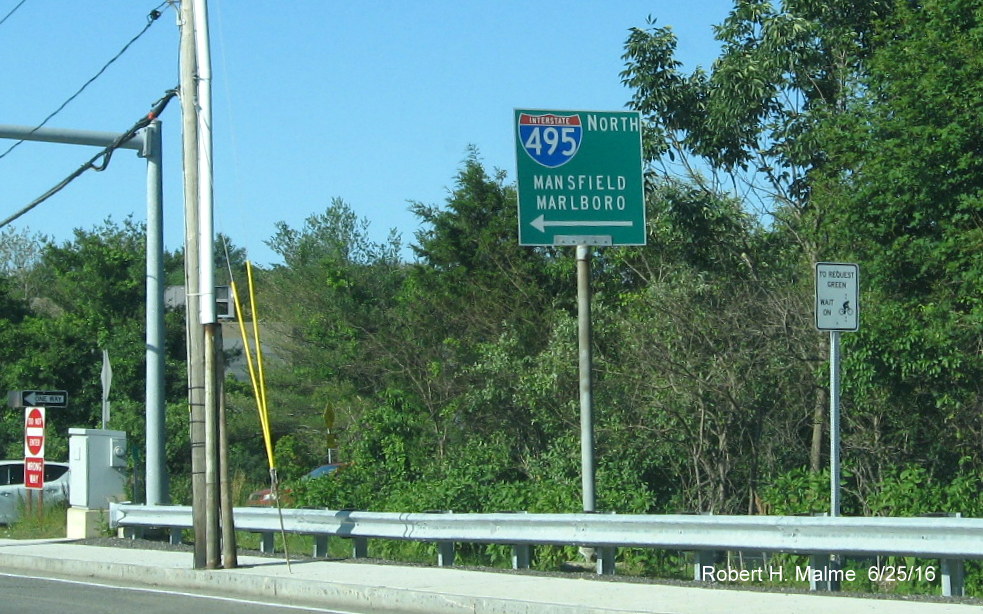 INTERSTATE
495
NORTH
MANSFIELD
MARLBORO
TO REQUEST
GREEN
WAIT
ON
ONE WAY
DO NOT
ENTER
WRONG
WAY
Robert H. Malme 6/25/16